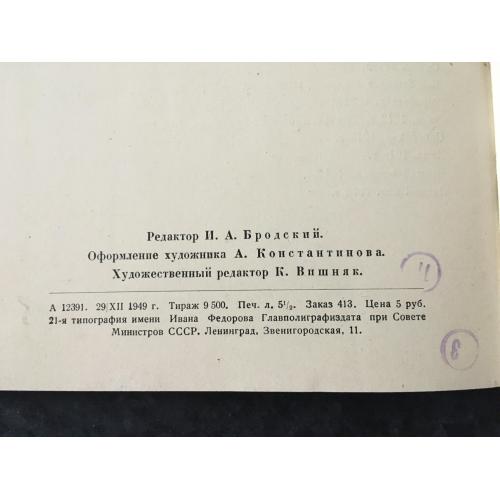 Редактор И. А. Бродский.
Оформление художника А. Константинова.
Художественный редактор К. Вишняк.
А 12391. 29/XII 1949 г. Тираж 9 500. Печ. л. 5½. Заказ 413. Цена 5 руб.
21-я типография имени Ивана Федорова Главполиграфиздата при Совете
Министров СССР. Ленинград, Звенигородская, 11.